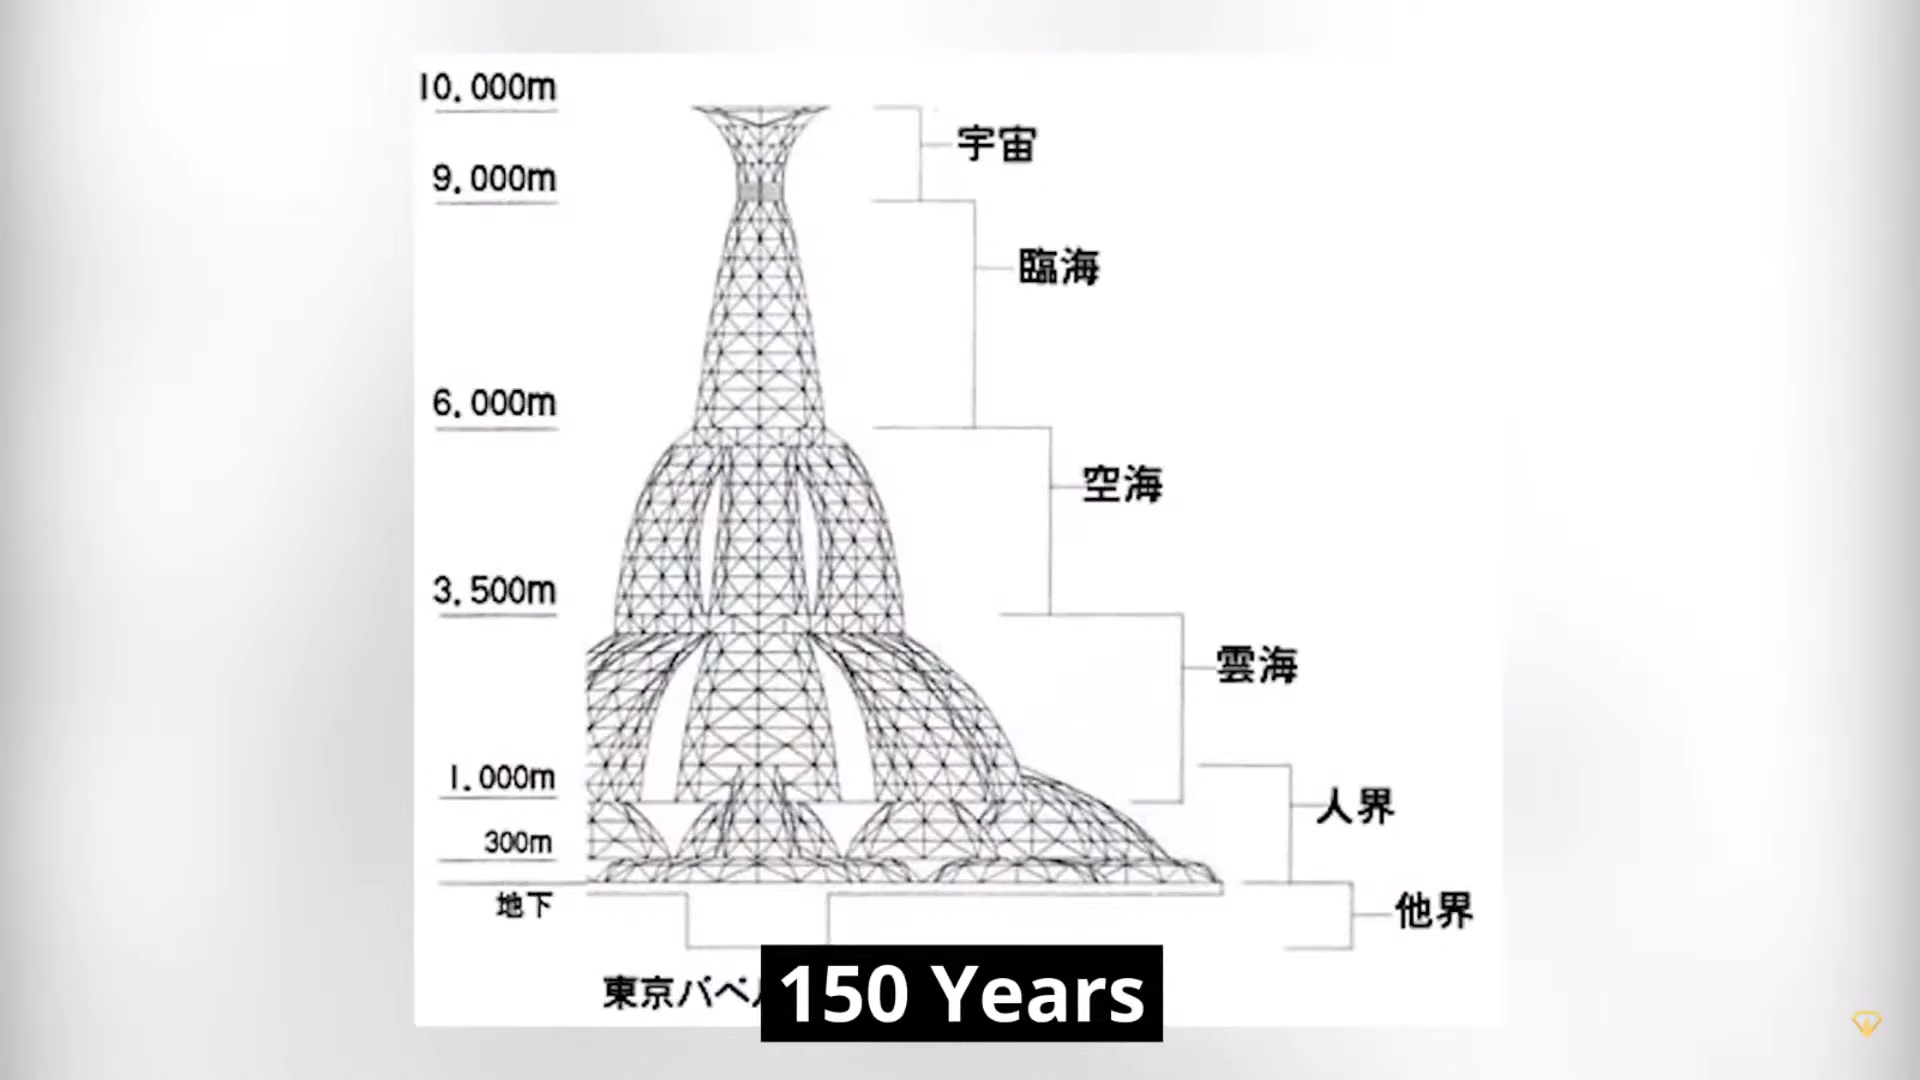 10,000m
宇宙
9,000m
臨海
6,000m
空海
3,500m
雲海
1,000m
人界
300m
地下
他界
東京バベ
150 Years